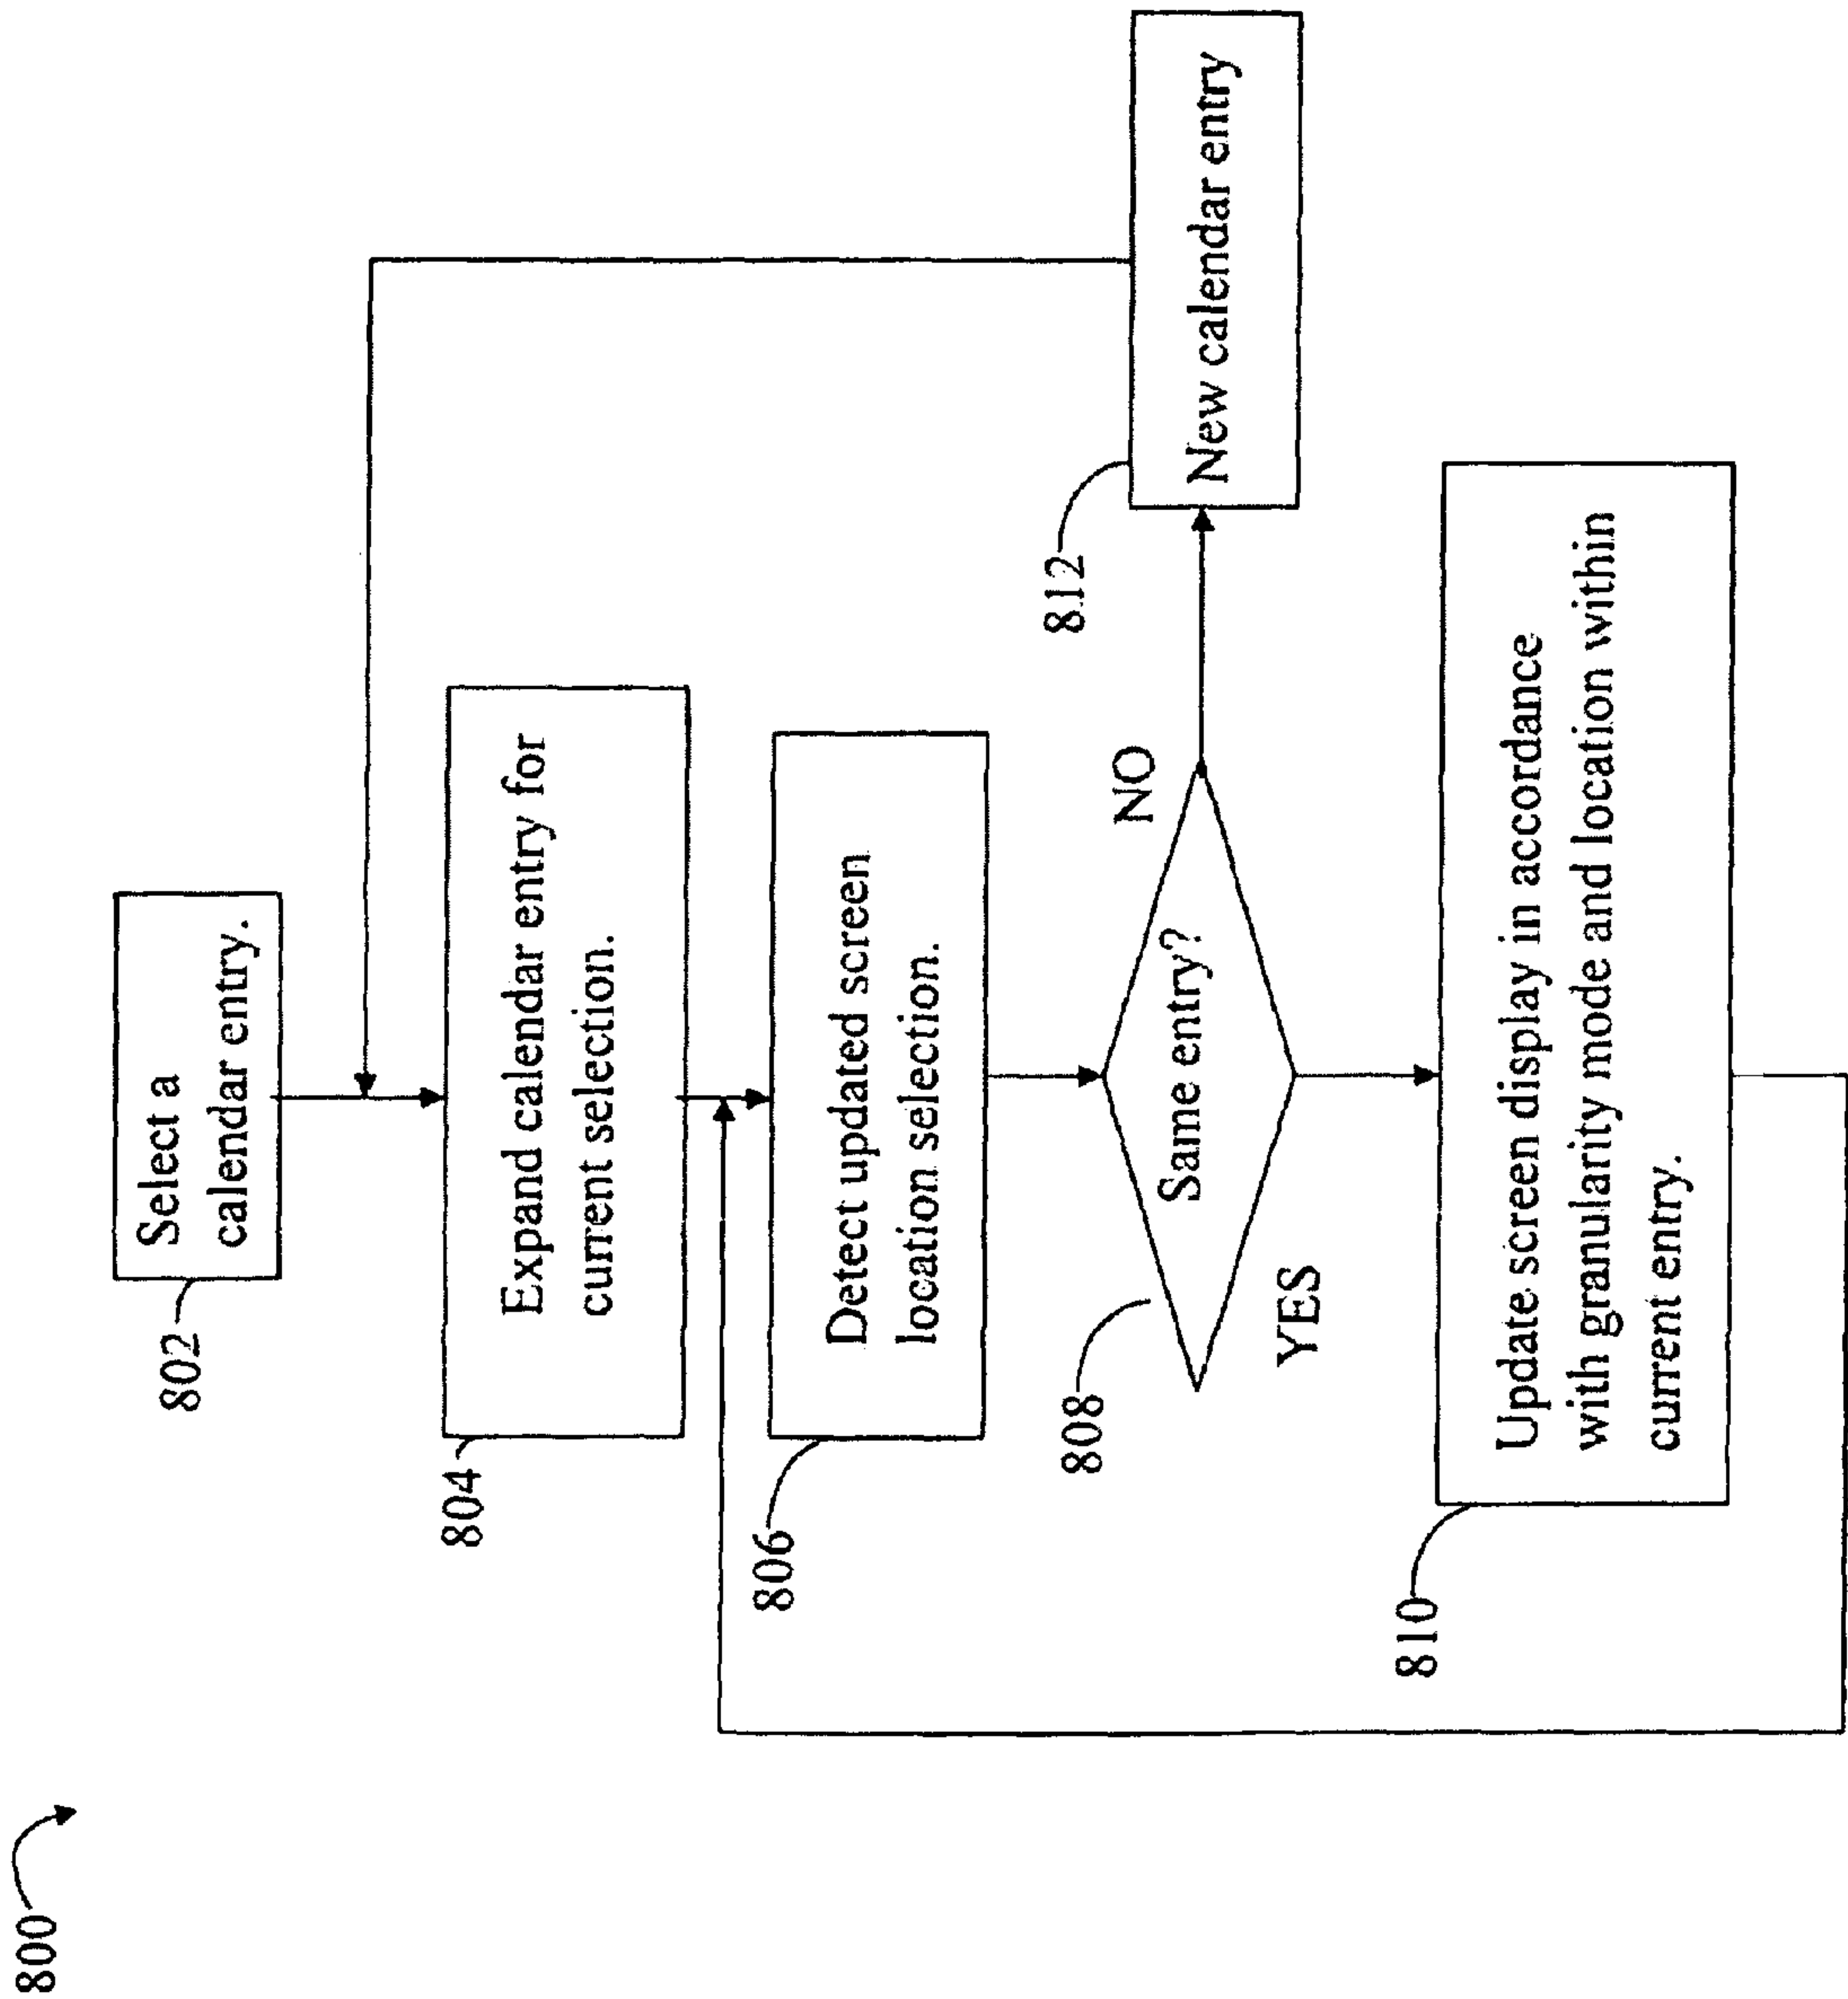 800
802
Select a
calendar entry.
804
Expand calendar entry for
current selection.
806
Detect updated screen
location selection.
808
Same entry?
NO
YES
812
New calendar entry
810
Update screen display in accordance
with granularity mode and location within
current entry.